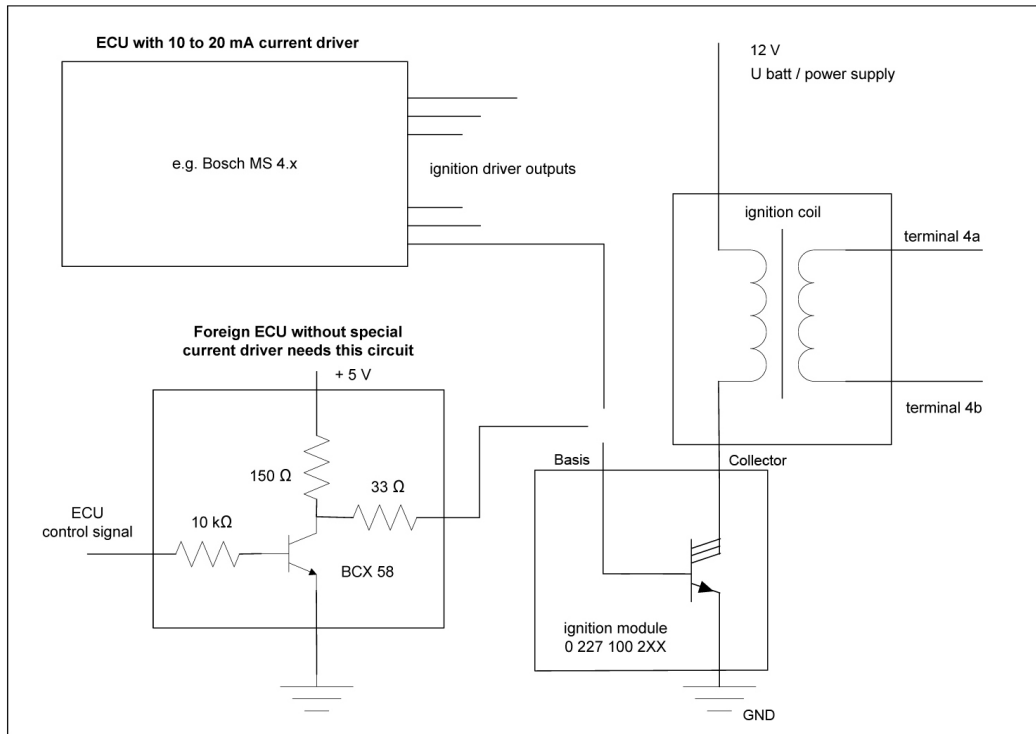 ECU with 10 to 20 mA current driver
e.g. Bosch MS 4.x
ignition driver outputs
12 V
U batt / power supply
ignition coil
terminal 4a
terminal 4b
Foreign ECU without special
current driver needs this circuit
+ 5 V
150 Ω
33 Ω
ECU
control signal
10 kΩ
BCX 58
Basis
Collector
ignition module
0 227 100 2XX
GND